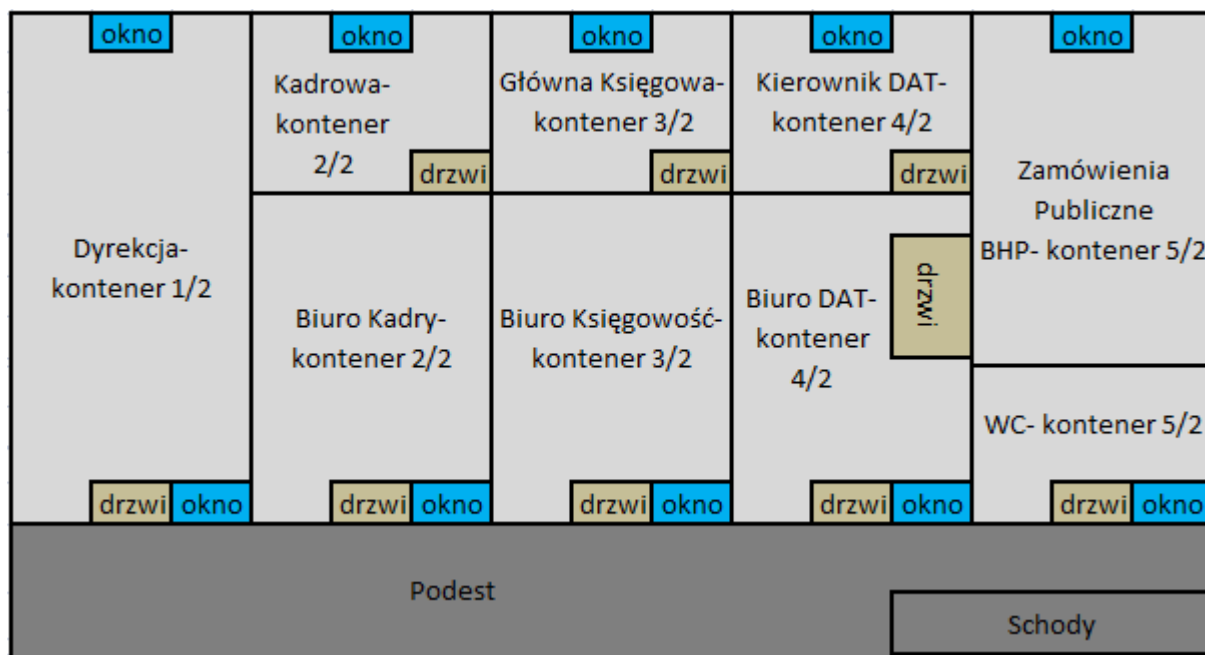 okno
okno
okno
okno
okno
Kadrowa-
kontener
2/2
drzwi
Główna Księgowa-
kontener 3/2
drzwi
Kierownik DAT-
kontener 4/2
drzwi
Zamówienia
Publiczne
BHP- kontener 5/2
Dyrekcja-
kontener 1/2
Biuro Kadry-
kontener 2/2
Biuro Księgowość-
kontener 3/2
Biuro DAT-
kontener
4/2
drzwi
WC- kontener 5/2
drzwi okno
drzwi okno
drzwi okno
drzwi okno
drzwi okno
Podest
Schody